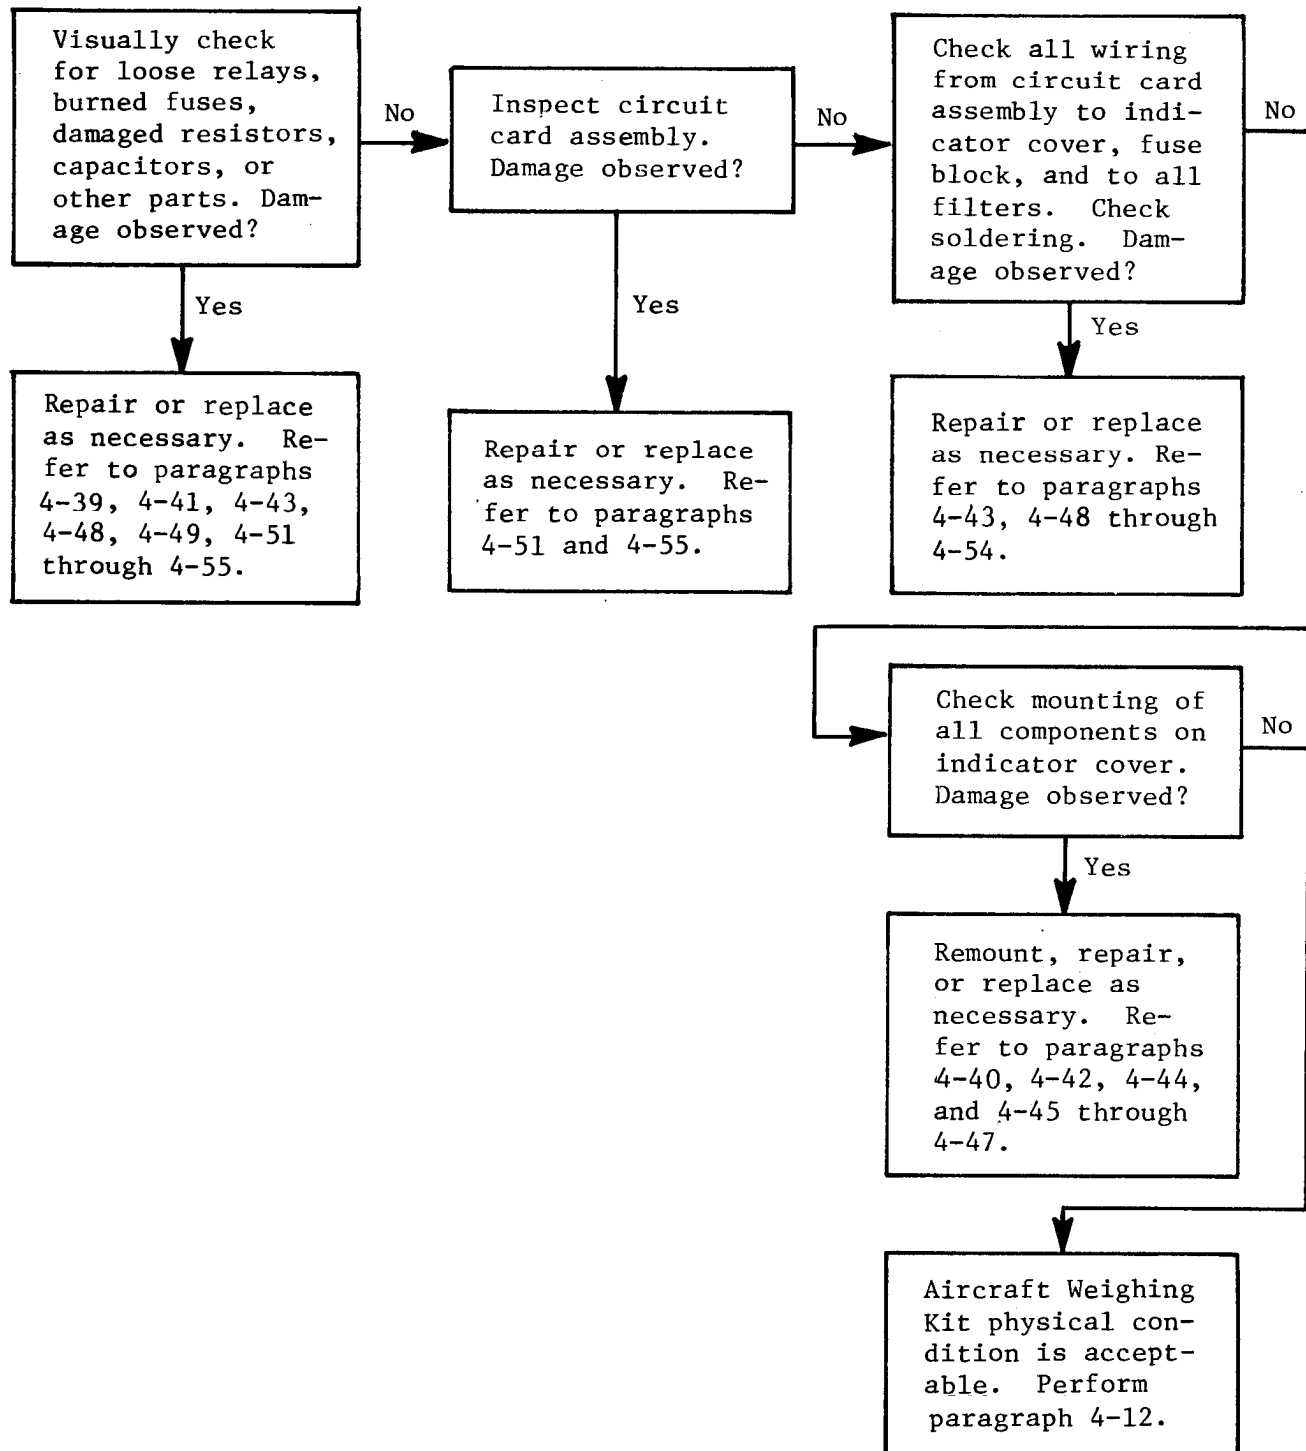 Visually check
for loose relays,
burned fuses,
damaged resistors,
capacitors, or
other parts. Dam-
age observed?
No
Inspect circuit
card assembly.
Damage observed?
No
Check all wiring
from circuit card
assembly to indi-
cator cover, fuse
block, and to all
filters. Check
soldering. Dam-
age observed?
No
Yes
Yes
Yes
Repair or replace
as necessary. Re-
fer to paragraphs
4-39, 4-41, 4-43,
4-48, 4-49, 4-51
through 4-55.
Repair or replace
as necessary. Re-
fer to paragraphs
4-51 and 4-55.
Repair or replace
as necessary. Re-
fer to paragraphs
4-43, 4-48 through
4-54.
Check mounting of
all components on
indicator cover.
Damage observed?
No
Yes
Remount, repair,
or replace as
necessary. Re-
fer to paragraphs
4-40, 4-42, 4-44,
and 4-45 through
4-47.
Aircraft Weighing
Kit physical con-
dition is accept-
able. Perform
paragraph 4-12.